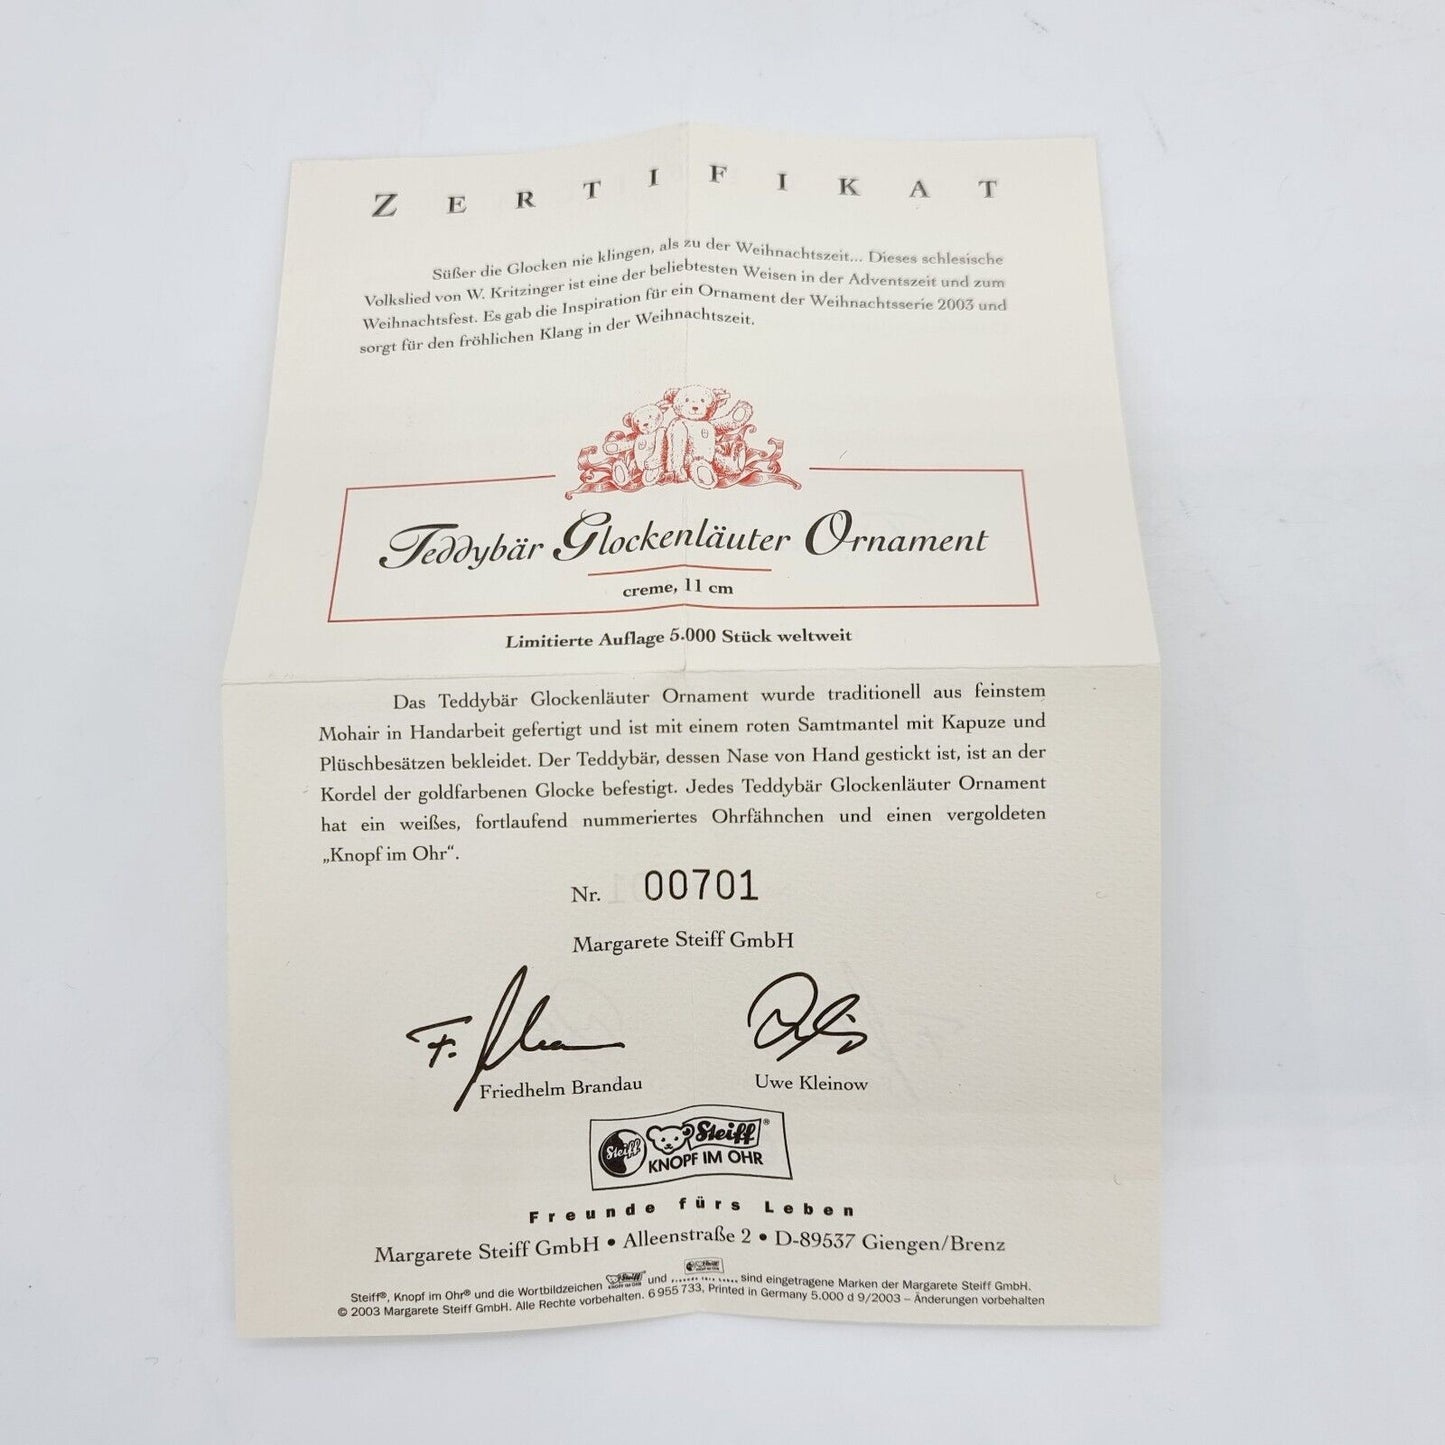 ZERTIFIKAT
Süßer die Glocken nie klingen, als zu der Weihnachtszeit... Dieses schlesische
Volkslied von W. Kritzinger ist eine der beliebtesten Weisen in der Adventszeit und zum
Weihnachtsfest. Es gab die Inspiration für ein Ornament der Weihnachtsserie 2003 und
sorgt für den fröhlichen Klang in der Weihnachtszeit.
Teddybär Glockenläuter Ornament
creme, 11 cm
Limitierte Auflage 5.000 Stück weltweit
Das Teddybär Glockenläuter Ornament wurde traditionell aus feinstem
Mohair in Handarbeit gefertigt und ist mit einem roten Samtmantel mit Kapuze und
Plüschbesätzen bekleidet. Der Teddybär, dessen Nase von Hand gestickt ist, ist an der
Kordel der goldfarbenen Glocke befestigt. Jedes Teddybär Glockenläuter Ornament
hat ein weißes, fortlaufend nummeriertes Ohrfähnchen und einen vergoldeten
„Knopf im Ohr“.
Nr. 00701
Margarete Steiff GmbH
Friedhelm Brandau Uwe Kleinow
Steiff Steiff®
KNOPF IM OHR
Freunde fürs Leben
Margarete Steiff GmbH • Alleenstraße 2 • D-89537 Giengen/Brenz
Steiff®, Knopf im Ohr® und die Wortbildzeichen und sind eingetragene Marken der Margarete Steiff GmbH.
© 2003 Margarete Steiff GmbH. Alle Rechte vorbehalten. 6 955 733, Printed in Germany 5.000 d 9/2003 – Änderungen vorbehalten